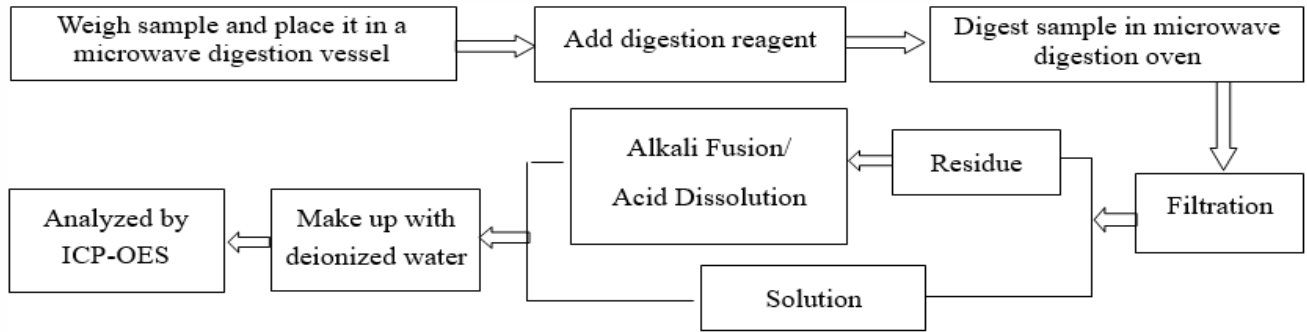 Weigh sample and place it in a
microwave digestion vessel
Add digestion reagent
Digest sample in microwave
digestion oven
Alkali Fusion/
Acid Dissolution
Residue
Filtration
Analyzed by
ICP-OES
Make up with
deionized water
Solution